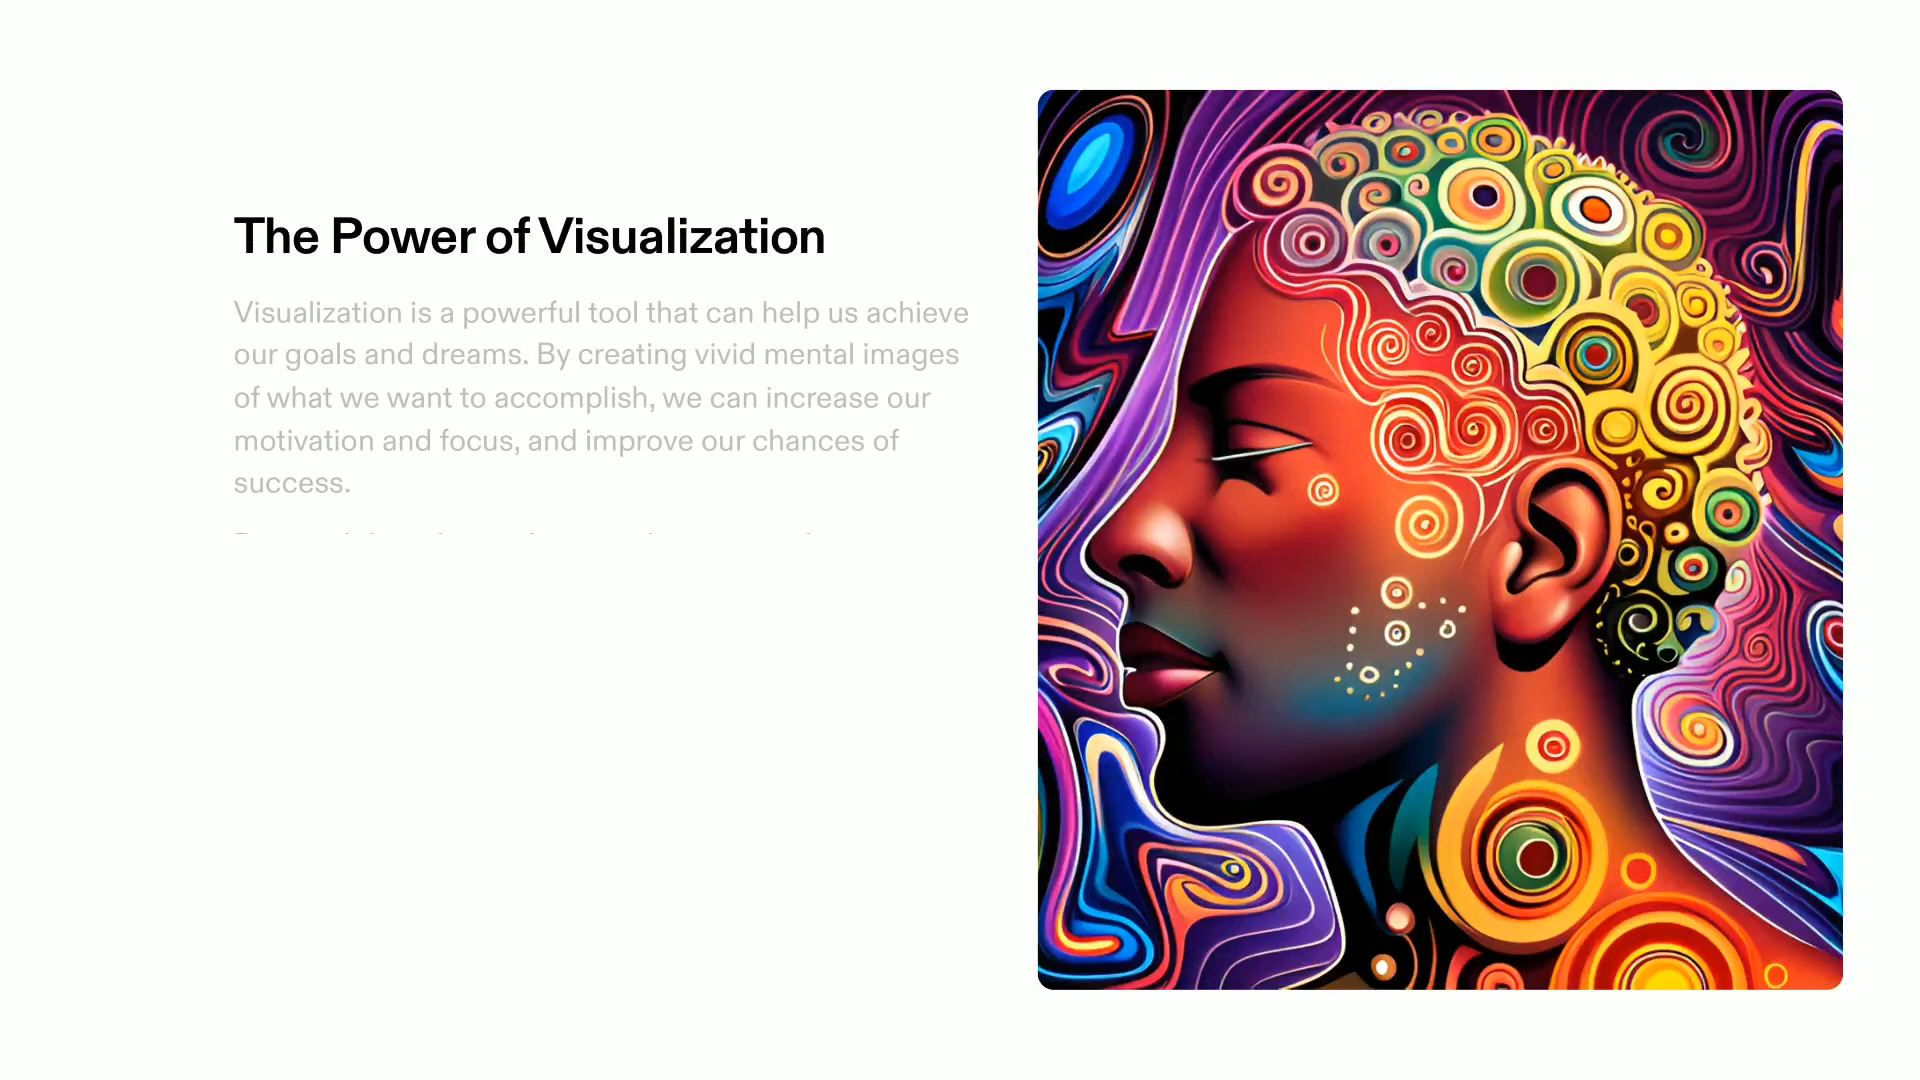 The Power of Visualization
Visualization is a powerful tool that can help us achieve
our goals and dreams. By creating vivid mental images
of what we want to accomplish, we can increase our
motivation and focus, and improve our chances of
success.